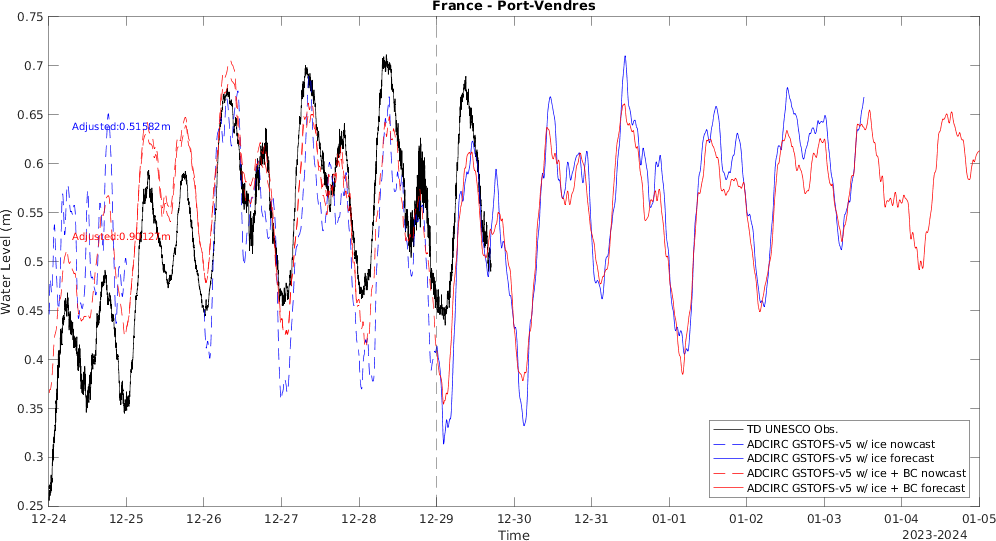 France - Port-Vendres
0.75
0.7
0.65
0.6
0.55
0.5
0.45
0.4
0.35
0.3
0.25
Water Level (m)
Adjusted:0.51582m
Adjusted:0.90127m
TD UNESCO Obs.
ADCIRC GSTOFS-v5 w/ ice nowcast
ADCIRC GSTOFS-v5 w/ ice forecast
ADCIRC GSTOFS-v5 w/ ice + BC nowcast
ADCIRC GSTOFS-v5 w/ ice + BC forecast
12-24 12-25 12-26 12-27 12-28 12-29 12-30 12-31 01-01 01-02 01-03 01-04 01-05
Time
2023-2024